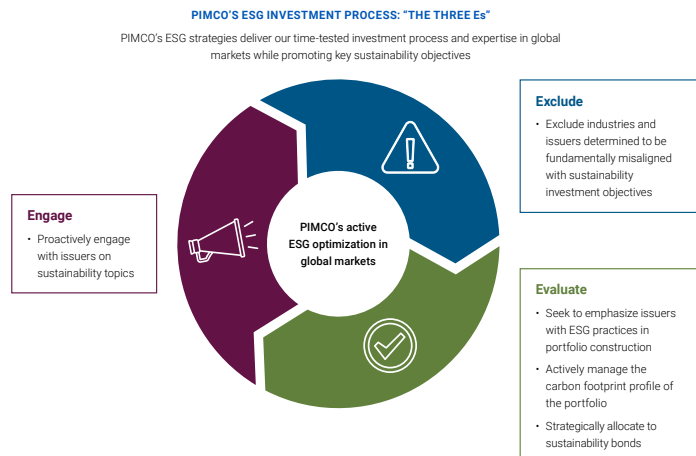 PIMCO'S ESG INVESTMENT PROCESS: “THE THREE Es”
PIMCO's ESG strategies deliver our time-tested investment process and expertise in global
markets while promoting key sustainability objectives
Exclude
• Exclude industries and
issuers determined to be
fundamentally misaligned
with sustainability
investment objectives
Engage
• Proactively engage
with issuers on
sustainability topics
PIMCO's active
ESG optimization in
global markets
Evaluate
• Seek to emphasize issuers
with ESG practices in
portfolio construction
• Actively manage the
carbon footprint profile of
the portfolio
• Strategically allocate to
sustainability bonds